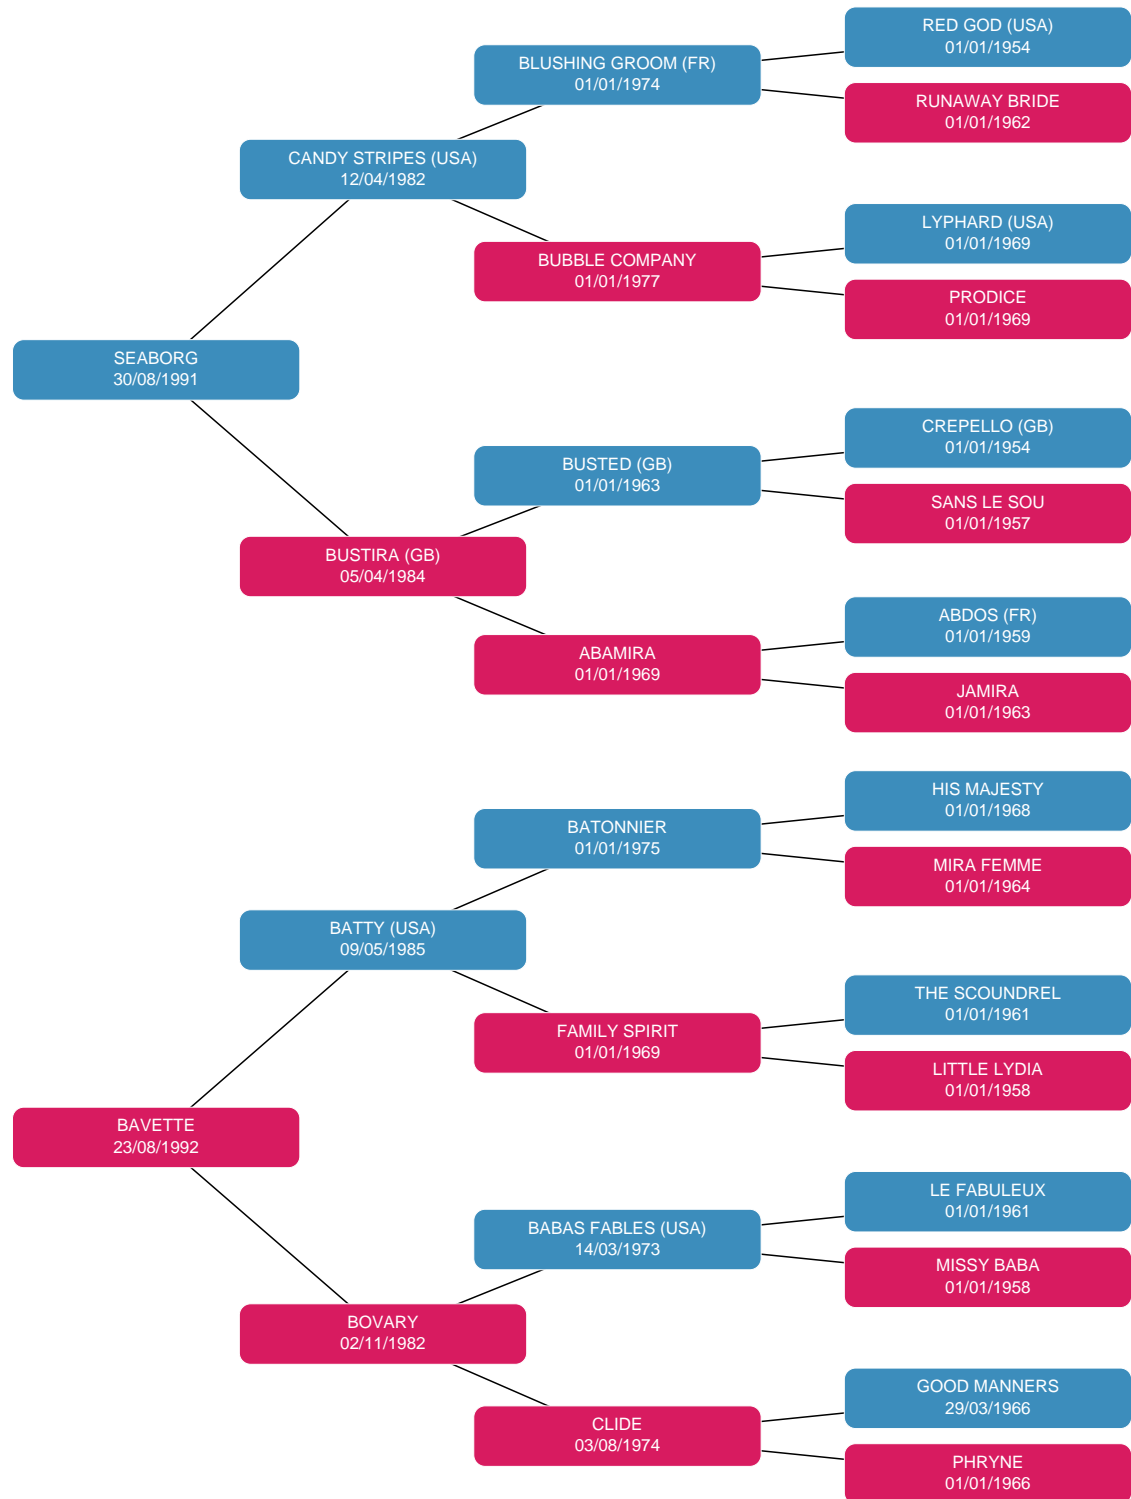 RED GOD (USA)
01/01/1954
BLUSHING GROOM (FR)
01/01/1974
RUNAWAY BRIDE
01/01/1962
CANDY STRIPES (USA)
12/04/1982
LYPHARD (USA)
01/01/1969
BUBBLE COMPANY
01/01/1977
PRODICE
01/01/1969
SEABORG
30/08/1991
CREPELLO (GB)
01/01/1954
BUSTED (GB)
01/01/1963
SANS LE SOU
01/01/1957
BUSTIRA (GB)
05/04/1984
ABDOS (FR)
01/01/1959
ABAMIRA
01/01/1969
JAMIRA
01/01/1963
HIS MAJESTY
01/01/1968
BATONNIER
01/01/1975
MIRA FEMME
01/01/1964
BATTY (USA)
09/05/1985
THE SCOUNDREL
01/01/1961
FAMILY SPIRIT
01/01/1969
LITTLE LYDIA
01/01/1958
BAVETTE
23/08/1992
LE FABULEUX
01/01/1961
BABAS FABLES (USA)
14/03/1973
MISSY BABA
01/01/1958
BOVARY
02/11/1982
GOOD MANNERS
29/03/1966
CLIDE
03/08/1974
PHRYNE
01/01/1966